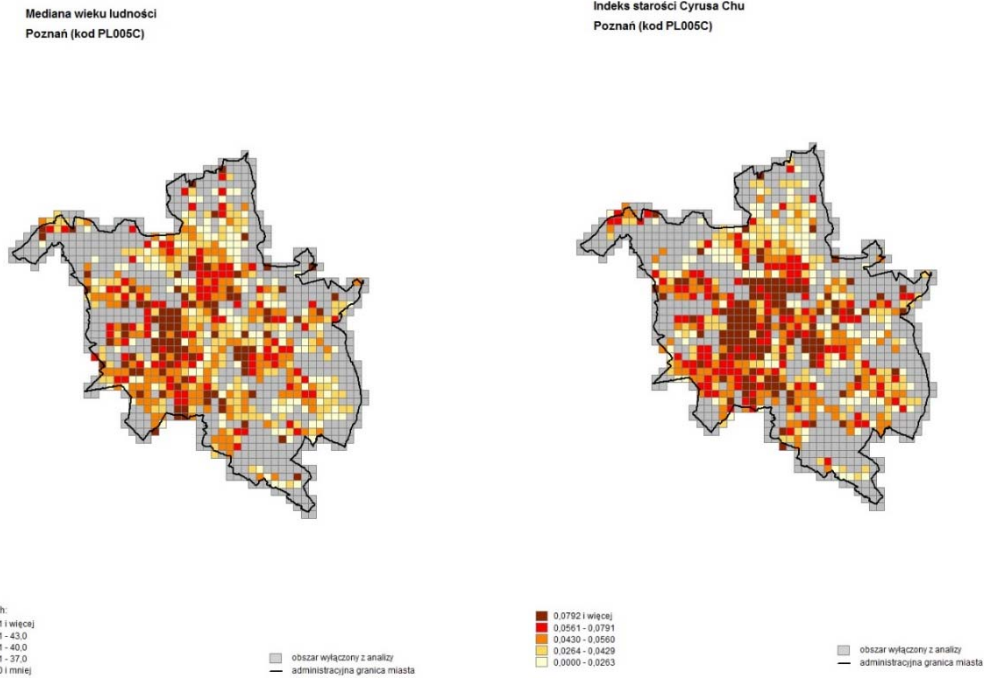 Mediana wieku ludności
Poznań (kod PL005C)
Indeks starości Cyrusa Chu
Poznań (kod PL005C)
h:
i więcej
- 43,0
- 40,0
- 37,0
i mniej
obszar wyłączony z analizy
administracyjna granica miasta
0,0792 i więcej
0,0561 - 0,0791
0,0430 - 0,0560
0,0264 - 0,0429
0,0000 - 0,0263
obszar wyłączony z analizy
administracyjna granica miasta